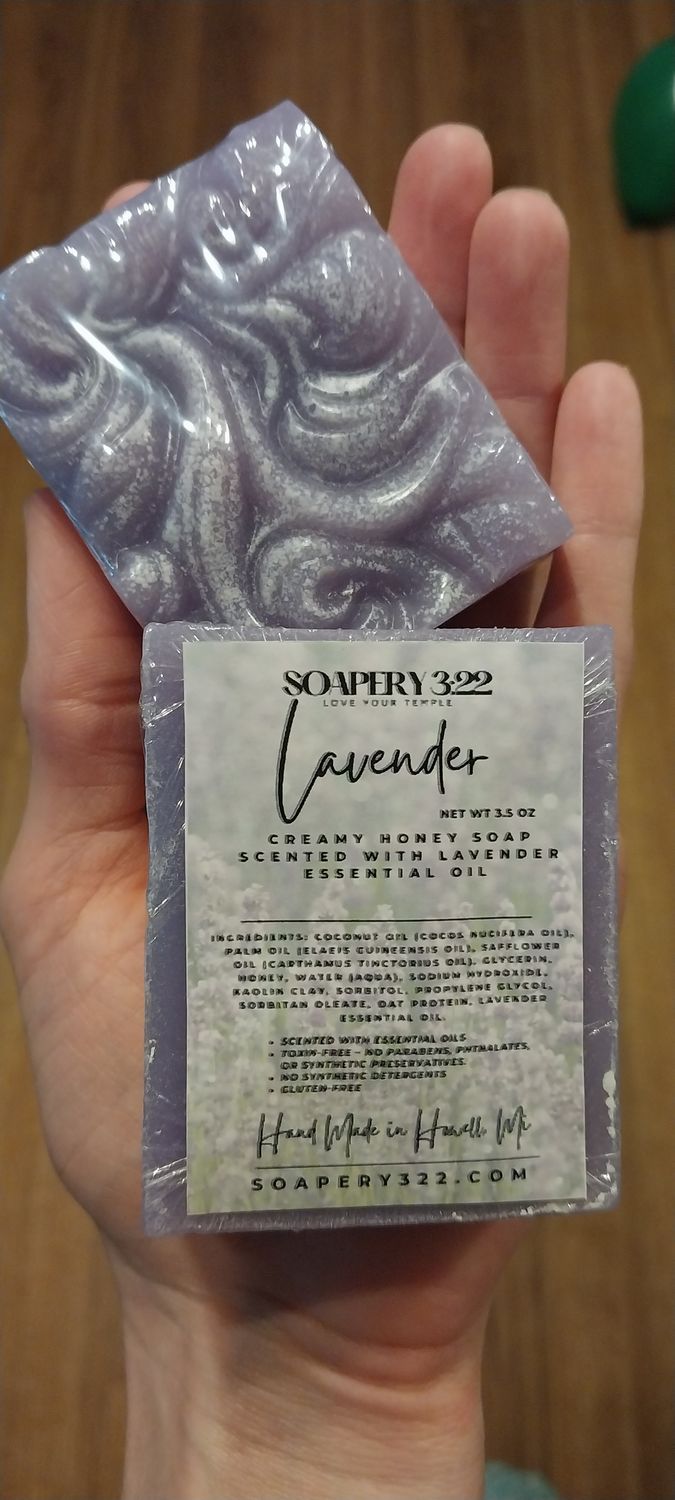 SOAPERY 3:22
LOVE YOUR TEMPLE
Lavender
NET WT 3.5 OZ
CREAMY HONEY SOAP
SCENTED WITH LAVENDER
ESSENTIAL OIL
INGREDIENTS: COCONUT OIL (COCOS NUCIFERA OIL),
PALM OIL (ELAEIS GUINEENSIS OIL), SAFFLOWER
OIL (CARTHAMUS TINCTORIUS OIL), GLYCERIN,
HONEY, WATER (AQUA), SODIUM HYDROXIDE,
KAOLIN CLAY, SORBITOL, PROPYLENE GLYCOL,
SORBITAN OLEATE, OAT PROTEIN, LAVENDER
ESSENTIAL OIL.
• SCENTED WITH ESSENTIAL OILS
• TOXIN-FREE - NO PARABENS, PHTHALATES,
OR SYNTHETIC PRESERVATIVES.
• NO SYNTHETIC DETERGENTS
• GLUTEN-FREE
Hand Made in Howell, Mi
SOAPERY322.COM